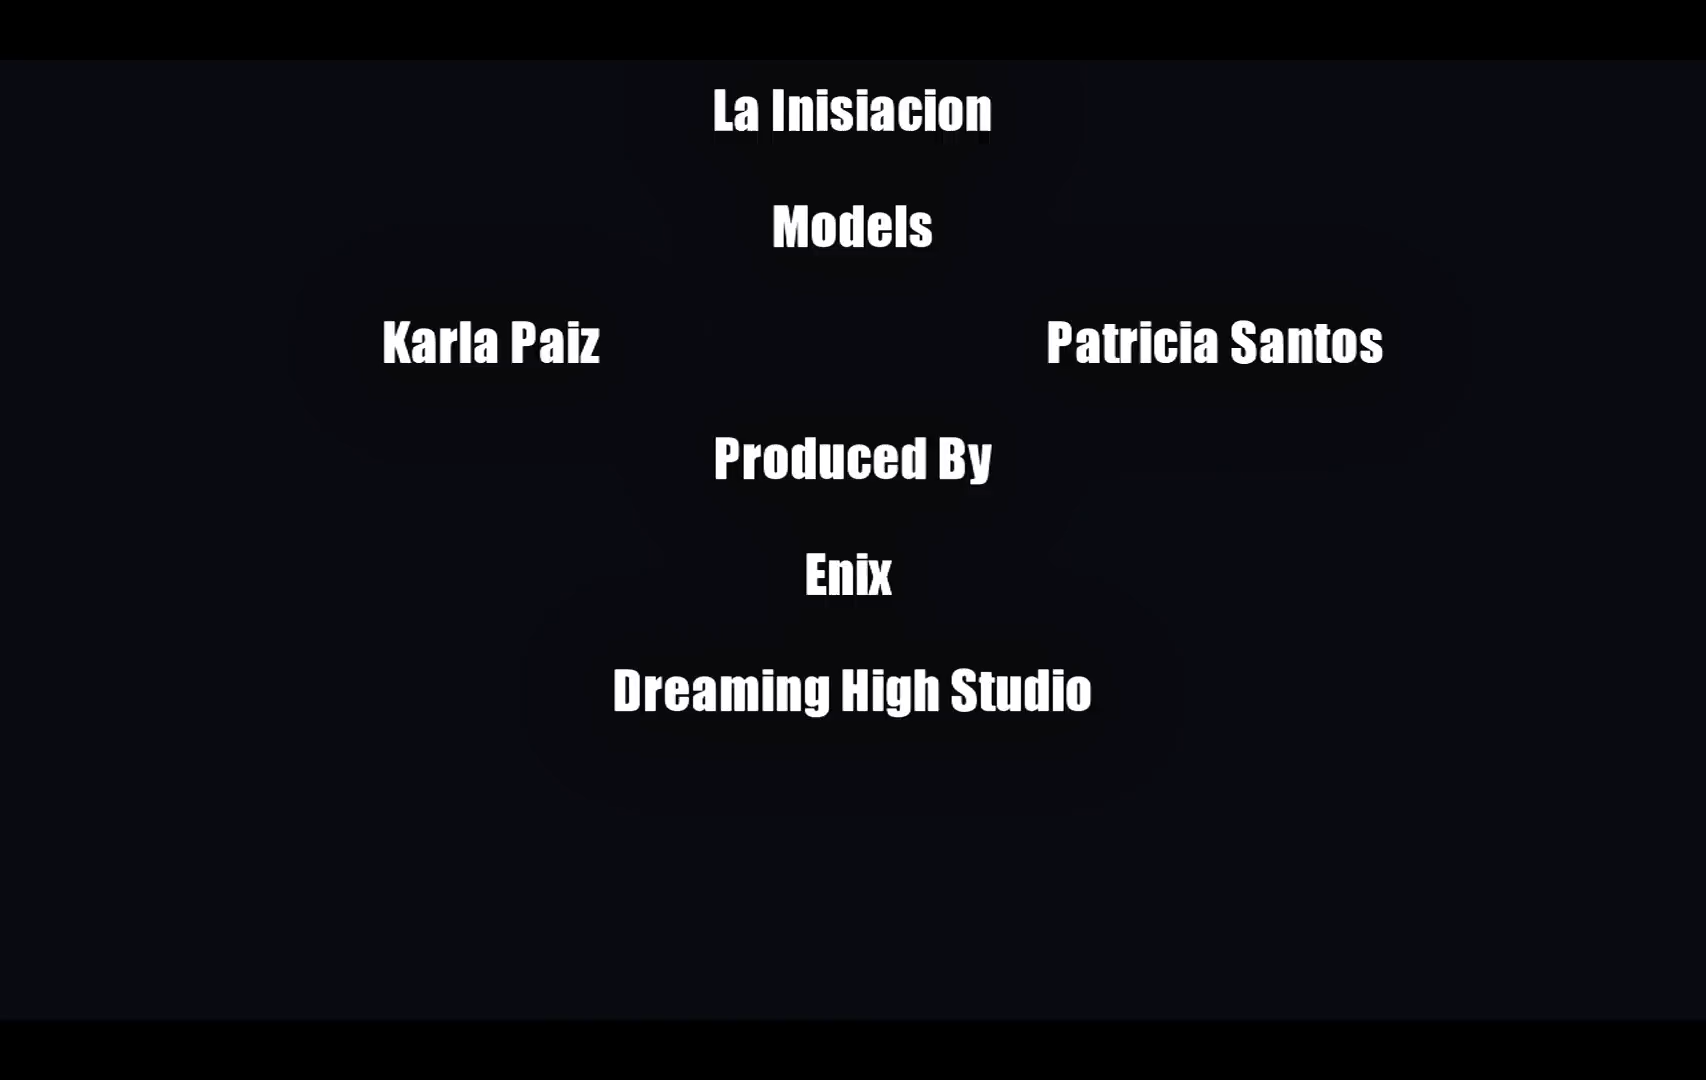 La Inisiacion
Models
Karla Paiz Patricia Santos
Produced By
Enix
Dreaming High Studio